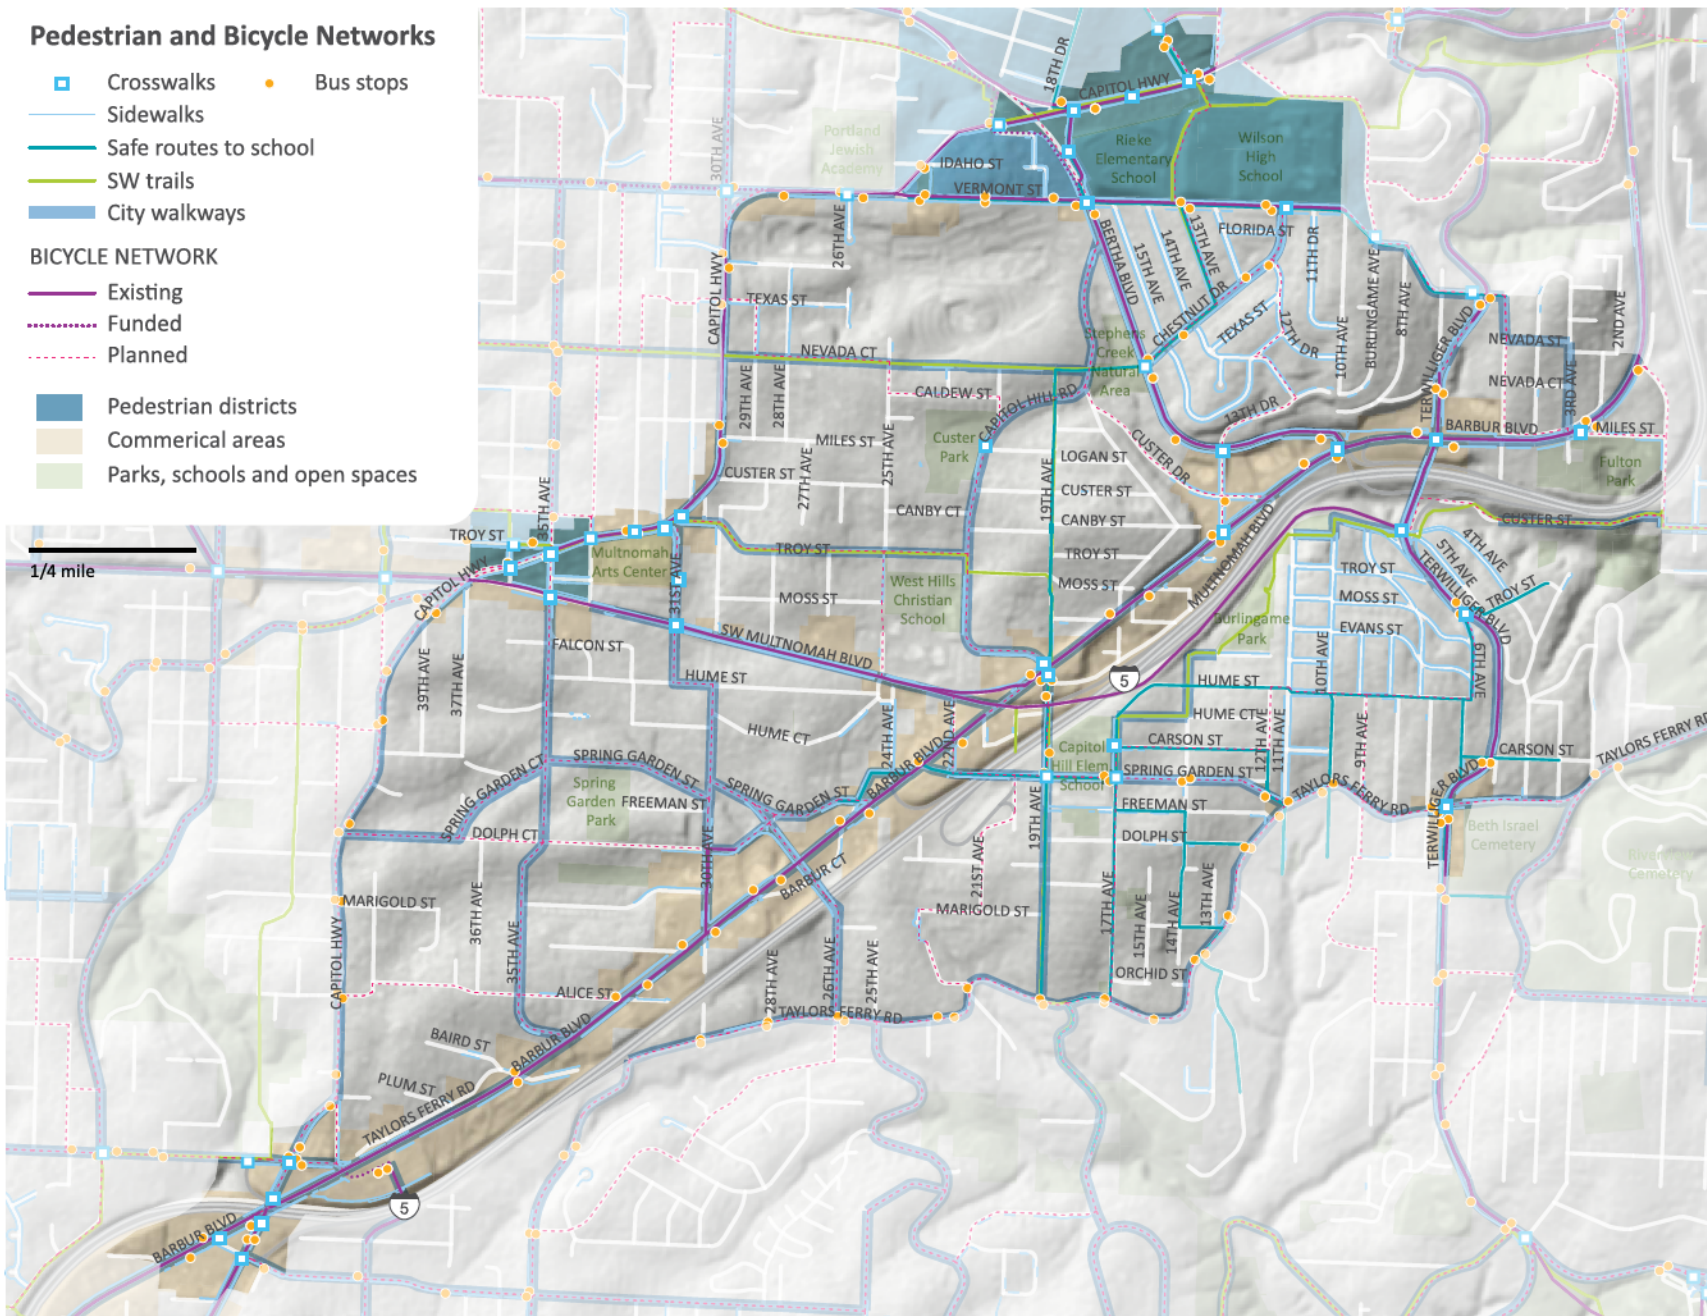 Pedestrian and Bicycle Networks
Crosswalks
Bus stops
Sidewalks
Safe routes to school
SW trails
City walkways
BICYCLE NETWORK
Existing
Funded
Planned
Pedestrian districts
Commerical areas
Parks, schools and open spaces
1/4 mile
18TH DR
CAPITOL HWY
30TH AVE
Portland
Jewish
Academy
IDAHO ST
VERMONT ST
Rieke
Elementary
School
Wilson
High
School
26TH AVE
CAPITOL HWY
TEXAS ST
BERTHA BLVD
15TH AVE
14TH AVE
13TH AVE
FLORIDA ST
11TH DR
CHESTNUT DR
TEXAS ST
12TH DR
10TH AVE
BURLINGAME AVE
8TH AVE
TERWILLIGER BLVD
NEVADA ST
2ND AVE
NEVADA CT
Stephens
Creek
Natural
Area
NEVADA CT
3RD AVE
29TH AVE
28TH AVE
CALDEW ST
CAPITOL HILL RD
13TH DR
BARBUR BLVD
MILES ST
MILES ST
25TH AVE
Custer
Park
CUSTER DR
LOGAN ST
Fulton
Park
CUSTER ST
27TH AVE
19TH AVE
CUSTER ST
CANBY CT
CANBY ST
CUSTER ST
35TH AVE
TROY ST
Multnomah
Arts Center
TROY ST
TROY ST
MULTNOMAH BLVD
4TH AVE
5TH AVE
TERWILLIGER BLVD
TROY ST
TROY ST
CAPITOL HWY
31ST AVE
MOSS ST
West Hills
Christian
School
MOSS ST
MOSS ST
Burlingame
Park
EVANS ST
39TH AVE
37TH AVE
FALCON ST
SW MULTNOMAH BLVD
HUME ST
5
HUME ST
10TH AVE
6TH AVE
HUME CT
24TH AVE
22ND AVE
HUME CT
CARSON ST
12TH AVE
11TH AVE
9TH AVE
CARSON ST
TAYLORS FERRY RD
Capitol
Hill Elem
School
SPRING GARDEN CT
SPRING GARDEN ST
SPRING GARDEN ST
BARBUR BLVD
SPRING GARDEN ST
TAYLORS FERRY RD
TERWILLIGER BLVD
Spring
Garden
Park
FREEMAN ST
FREEMAN ST
DOLPH CT
DOLPH ST
19TH AVE
21ST AVE
30TH AVE
BARBUR CT
TERWILLIGER
Beth Israel
Cemetery
Riverview
Cemetery
MARIGOLD ST
36TH AVE
35TH AVE
MARIGOLD ST
17TH AVE
15TH AVE
14TH AVE
13TH AVE
CAPITOL HWY
ALICE ST
28TH AVE
26TH AVE
25TH AVE
ORCHID ST
TAYLORS FERRY RD
BAIRD ST
BARBUR BLVD
PLUM ST
TAYLORS FERRY RD
5
BARBUR BLVD